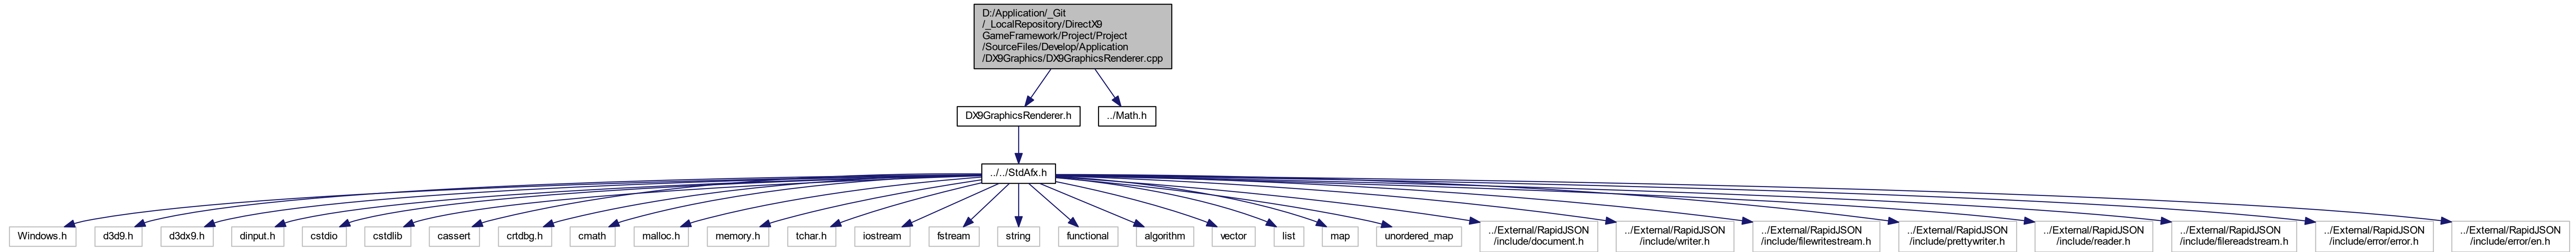 D:/Application/_Git
/_LocalRepository/DirectX9
GameFramework/Project/Project
/SourceFiles/Develop/Application
/DX9Graphics/DX9GraphicsRenderer.cpp
DX9GraphicsRenderer.h
../Math.h
../../StdAfx.h
Windows.h
d3d9.h
d3dx9.h
dinput.h
cstdio
cstdlib
cassert
crtdbg.h
cmath
malloc.h
memory.h
tchar.h
iostream
fstream
string
functional
algorithm
vector
list
map
unordered_map
../External/RapidJSON
/include/document.h
../External/RapidJSON
/include/writer.h
../External/RapidJSON
/include/filewritestream.h
../External/RapidJSON
/include/prettywriter.h
../External/RapidJSON
/include/reader.h
../External/RapidJSON
/include/filereadstream.h
../External/RapidJSON
/include/error/error.h
../External/RapidJSON
/include/error/en.h